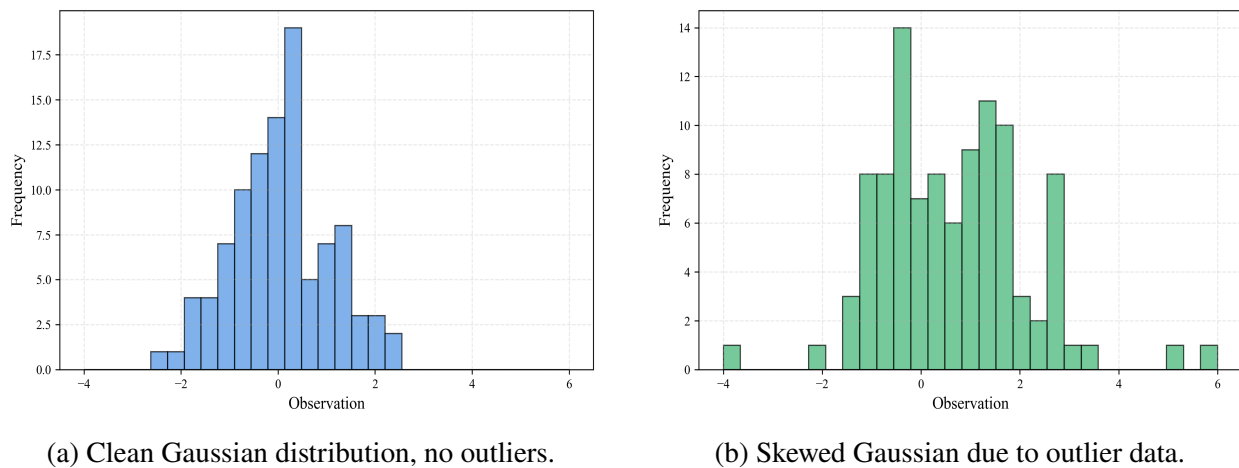 17.5
15.0
12.5
10.0
7.5
5.0
2.5
0.0
Frequency
−4 −2 0 2 4 6
Observation
(a) Clean Gaussian distribution, no outliers.
14
12
10
8
6
4
2
0
Frequency
−4 −2 0 2 4 6
Observation
(b) Skewed Gaussian due to outlier data.